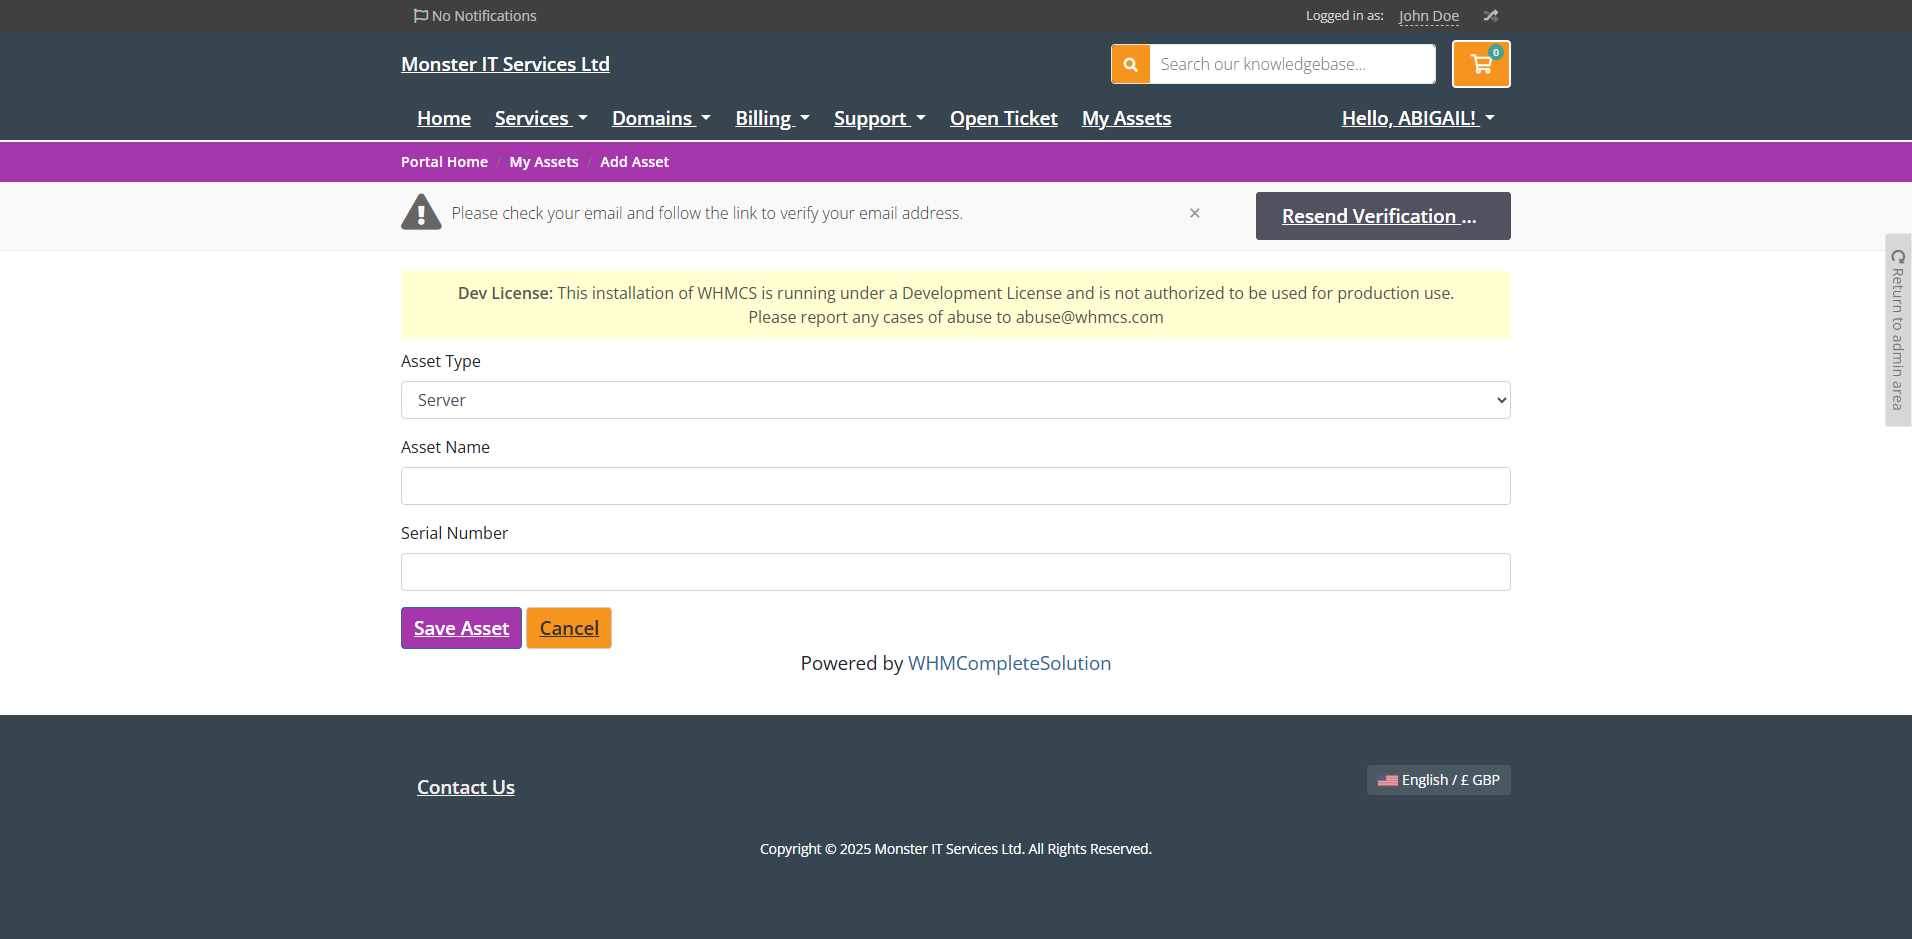 No Notifications
Logged in as: John Doe
Monster IT Services Ltd
Search our knowledgebase...
0
Home Services Domains Billing Support Open Ticket My Assets Hello, ABIGAIL!
Portal Home / My Assets / Add Asset
Please check your email and follow the link to verify your email address.
×
Resend Verification ...
Return to admin area
Dev License: This installation of WHMCS is running under a Development License and is not authorized to be used for production use.
Please report any cases of abuse to abuse@whmcs.com
Asset Type
Server
Asset Name
Serial Number
Save Asset Cancel
Powered by WHMCompleteSolution
Contact Us
English / £ GBP
Copyright © 2025 Monster IT Services Ltd. All Rights Reserved.